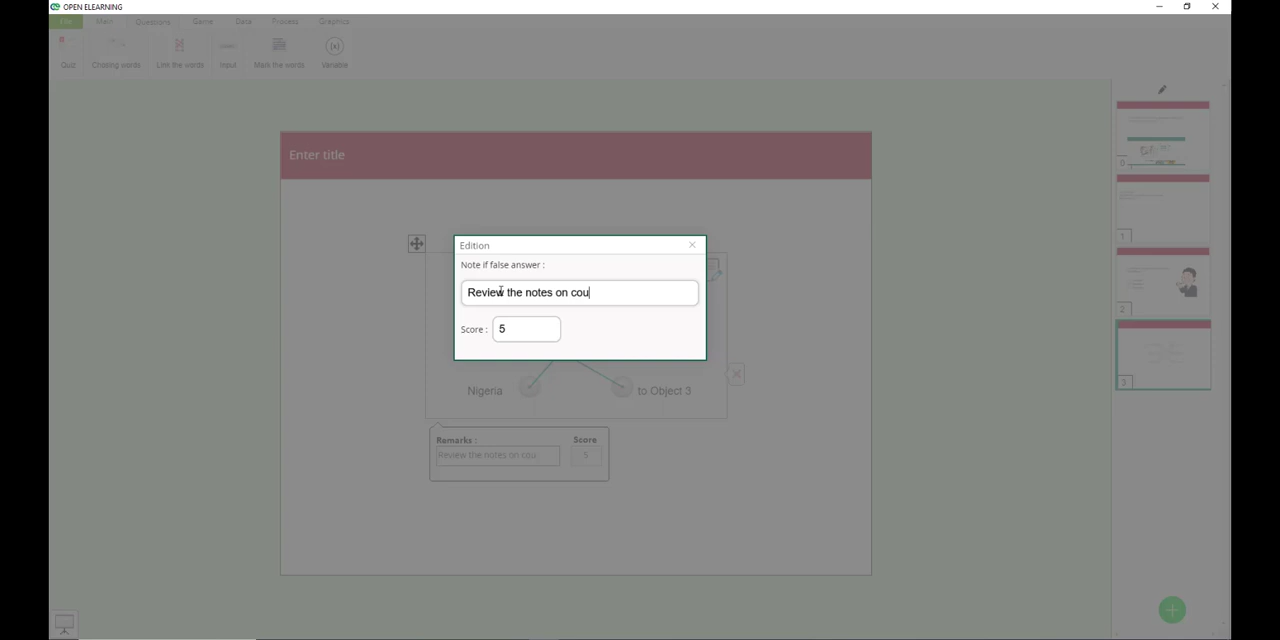 OPEN ELEARNING
File Main Questions Game Data Process Graphics
Quiz Chosing words Link the words Input Mark the words Variable
Enter title
Edition
Note if false answer :
Review the notes on cou
Score : 5
Nigeria to Object 3
Remarks : Score
Review the notes on cou 5
0
1
2
3